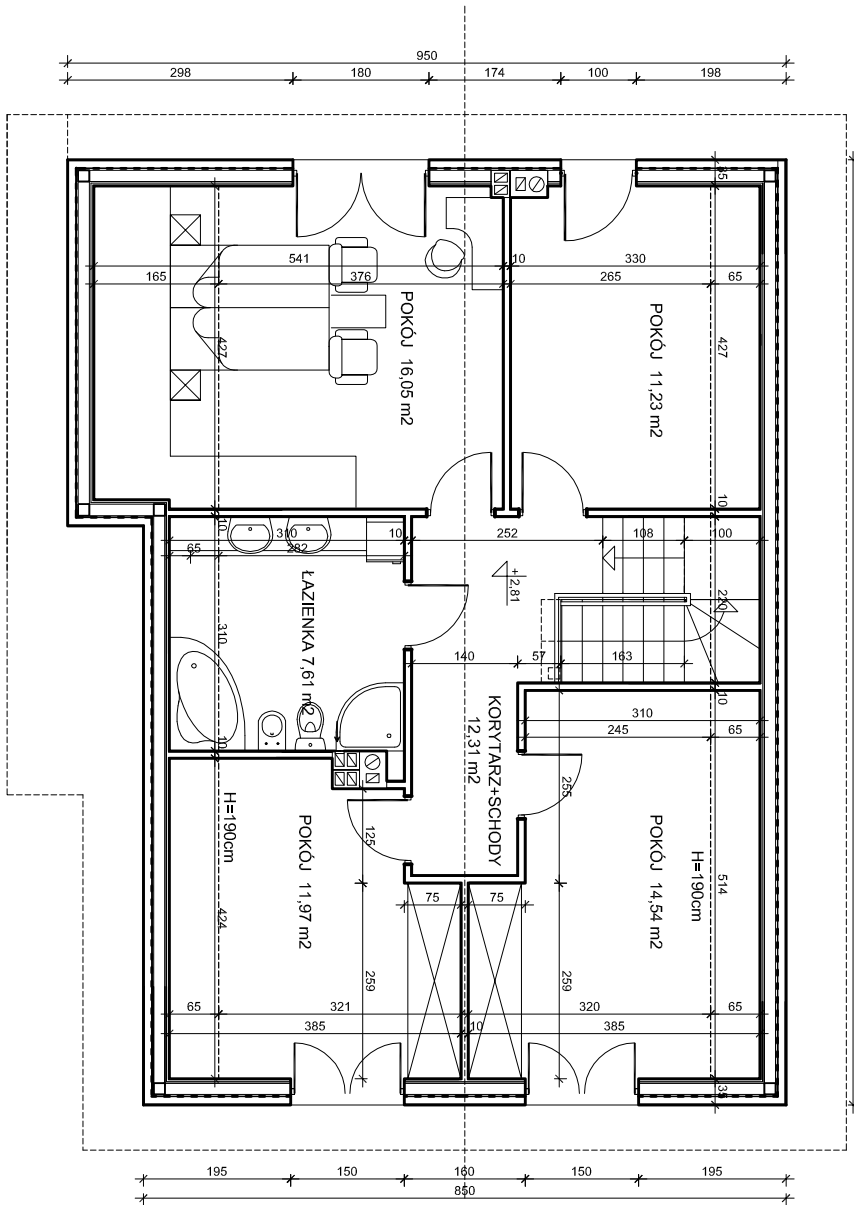 950
298 180 174 100 198
35
541 10 330
165 376 265 65
POKÓJ 16,05 m2
POKÓJ 11,23 m2
427
427
10
10
310 10 252 108 100
65 282
+2,81
220
ŁAZIENKA 7,61 m2
310
140 57 163
10
310
245 65
KORYTARZ+SCHODY
12,31 m2
10
255
H=190cm
POKÓJ 11,97 m2
125
POKÓJ 14,54 m2
H=190cm
514
75 75
424
259
259
65 321 320 65
385 10 385
35
195 150 160 150 195
850